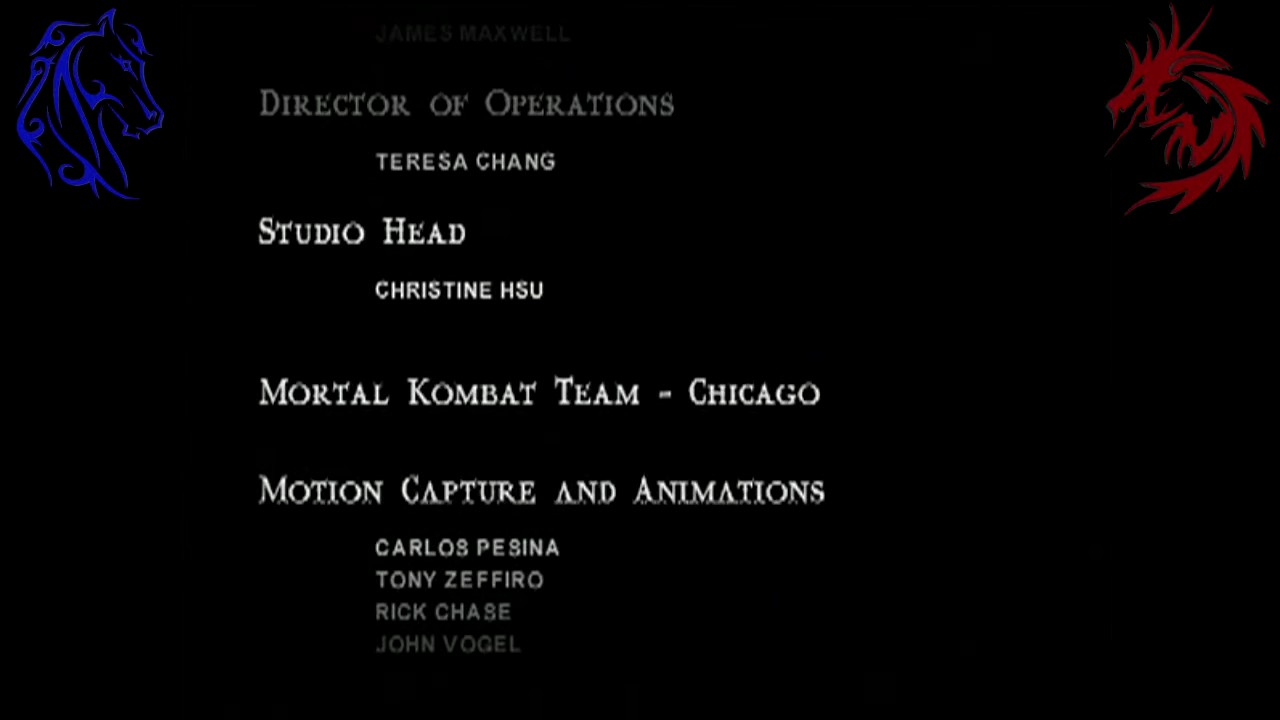 JAMES MAXWELL
DIRECTOR OF OPERATIONS
TERESA CHANG
STUDIO HEAD
CHRISTINE HSU
MORTAL KOMBAT TEAM - CHICAGO
MOTION CAPTURE AND ANIMATIONS
CARLOS PESINA
TONY ZEFFIRO
RICK CHASE
JOHN VOGEL